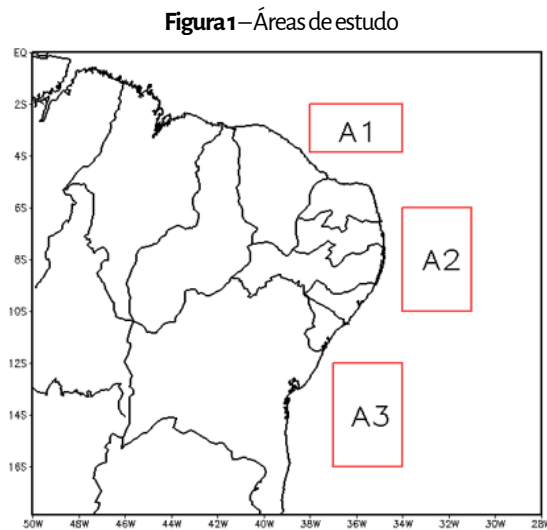 Figura 1 – Áreas de estudo
EQ
2S
A1
4S
6S
A2
8S
10S
12S
A3
14S
16S
50W 48W 46W 44W 42W 40W 38W 36W 34W 32W 30W 28W